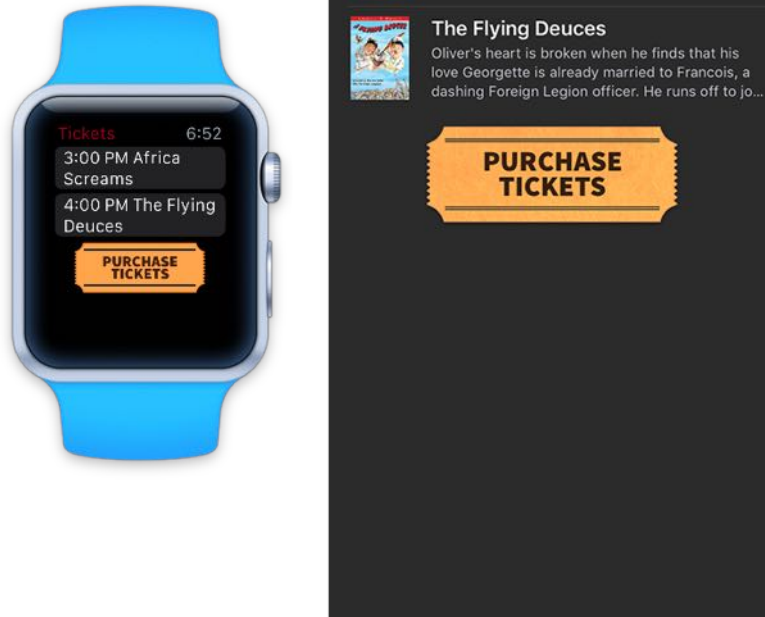 Tickets 6:52
3:00 PM Africa
Screams
4:00 PM The Flying
Deuces
PURCHASE
TICKETS
The Flying Deuces
Oliver's heart is broken when he finds that his
love Georgette is already married to Francois, a
dashing Foreign Legion officer. He runs off to jo...
PURCHASE
TICKETS